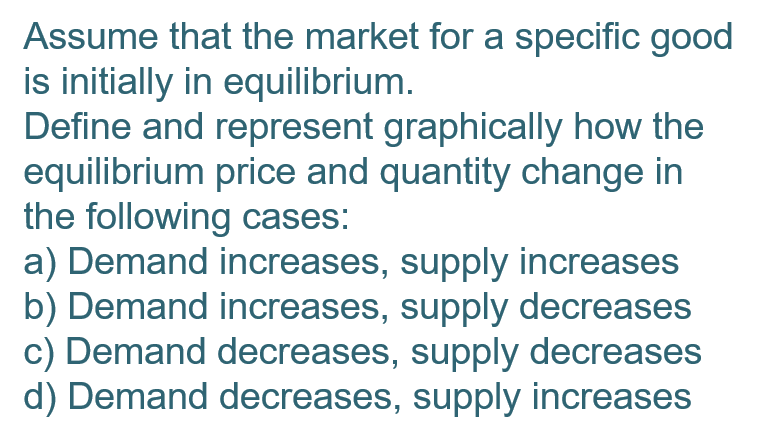 Assume that the market for a specific good
is initially in equilibrium.
Define and represent graphically how the
equilibrium price and quantity change in
the following cases:
a) Demand increases, supply increases
b) Demand increases, supply decreases
c) Demand decreases, supply decreases
d) Demand decreases, supply increases